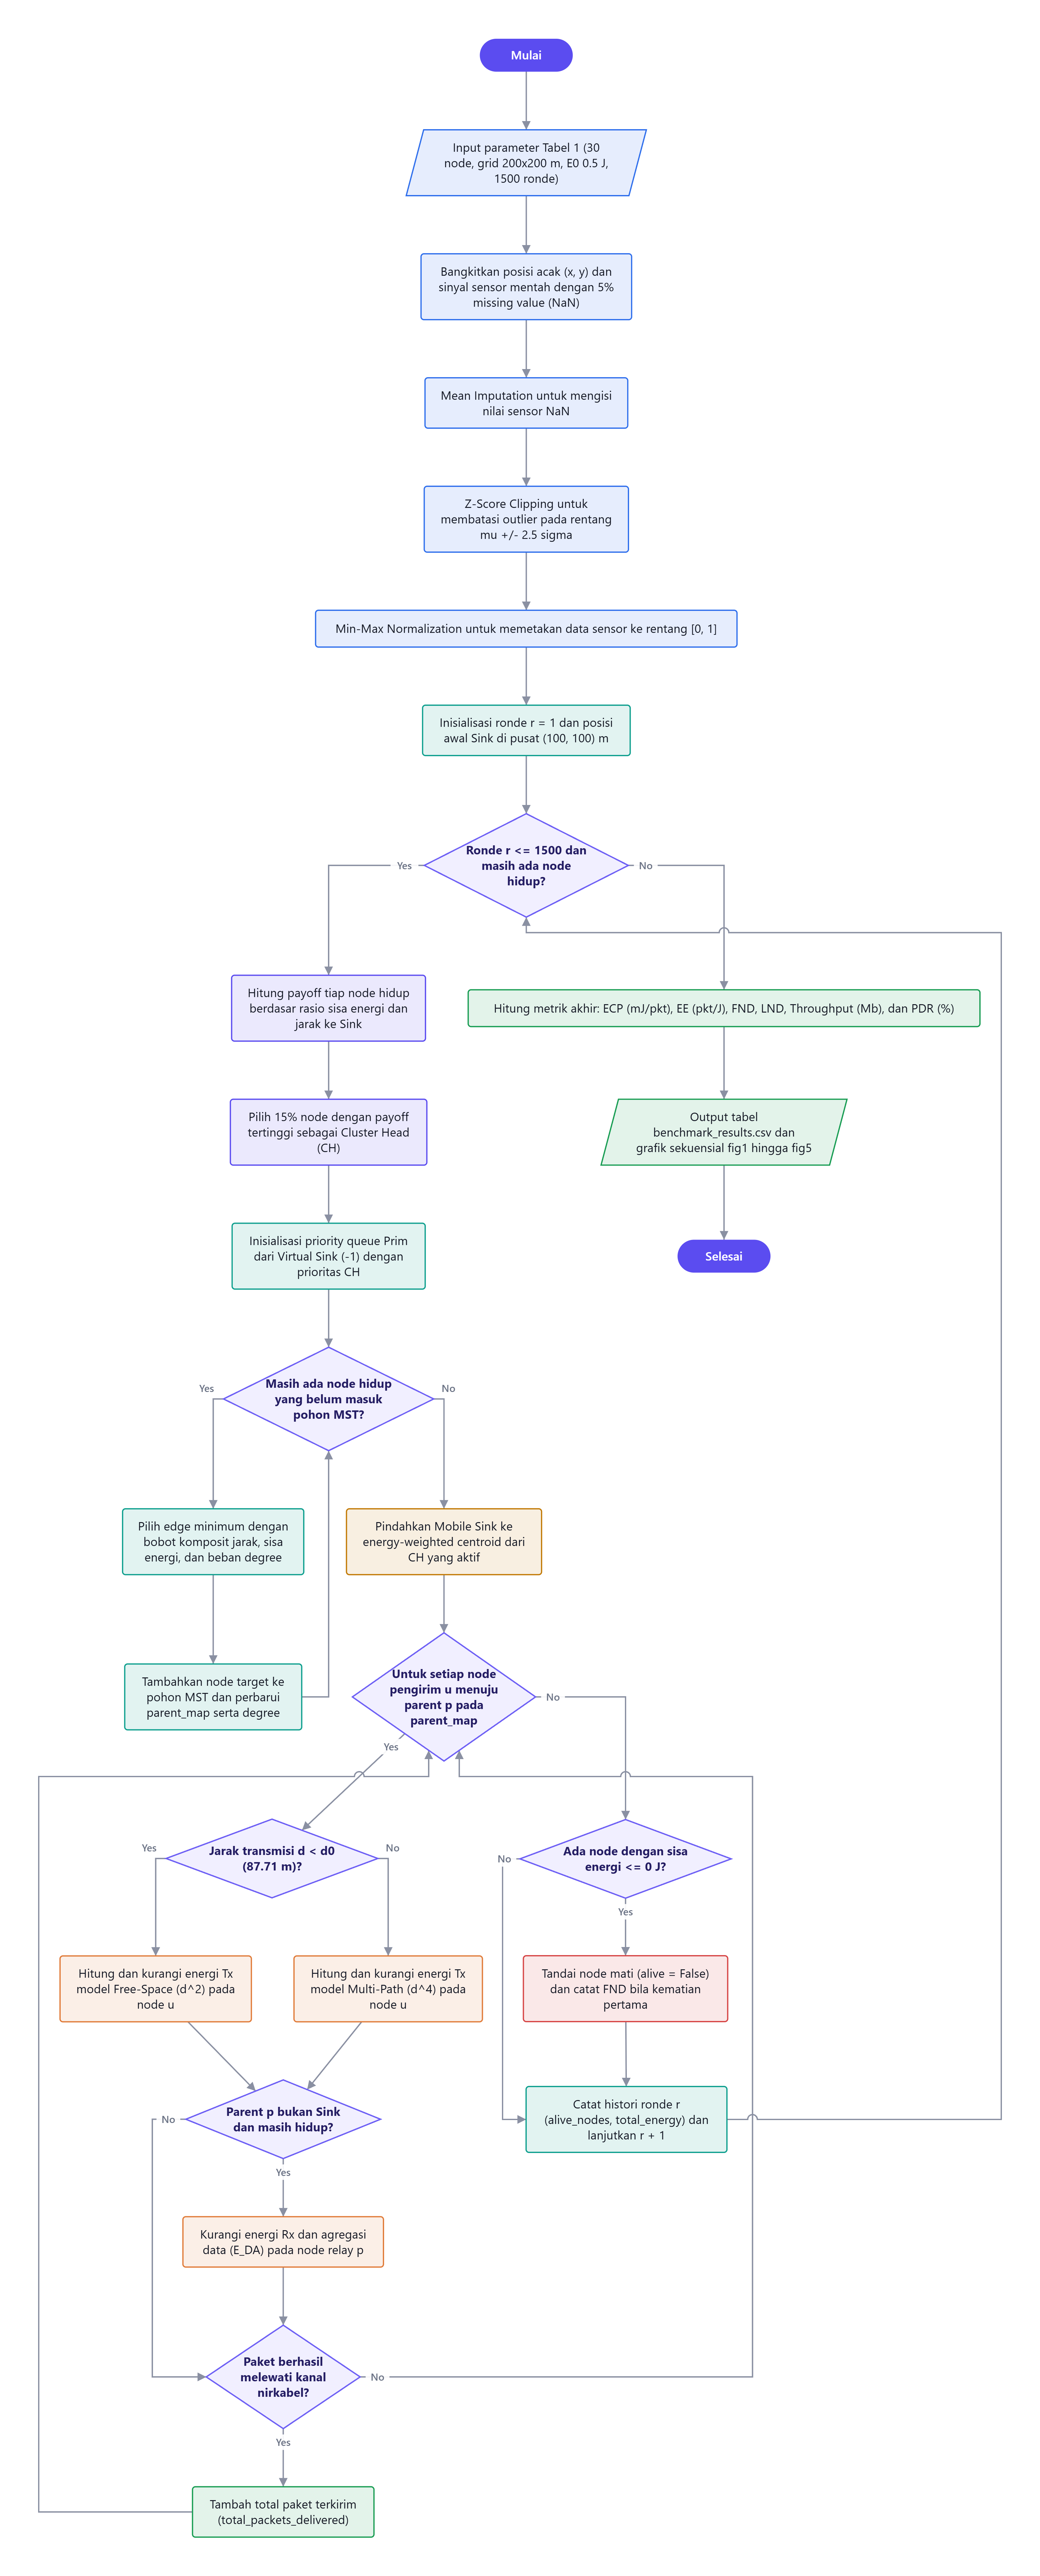 Mulai
Input parameter Tabel 1 (30
node, grid 200x200 m, E0 0.5 J,
1500 ronde)
Bangkitkan posisi acak (x, y) dan
sinyal sensor mentah dengan 5%
missing value (NaN)
Mean Imputation untuk mengisi
nilai sensor NaN
Z-Score Clipping untuk
membatasi outlier pada rentang
mu +/- 2.5 sigma
Min-Max Normalization untuk memetakan data sensor ke rentang [0, 1]
Inisialisasi ronde r = 1 dan posisi
awal Sink di pusat (100, 100) m
Ronde r <= 1500 dan
masih ada node
hidup?
Yes
No
Hitung payoff tiap node hidup
berdasar rasio sisa energi dan
jarak ke Sink
Hitung metrik akhir: ECP (mJ/pkt), EE (pkt/J), FND, LND, Throughput (Mb), dan PDR (%)
Pilih 15% node dengan payoff
tertinggi sebagai Cluster Head
(CH)
Output tabel
benchmark_results.csv dan
grafik sekuensial fig1 hingga fig5
Inisialisasi priority queue Prim
dari Virtual Sink (-1) dengan
prioritas CH
Selesai
Masih ada node hidup
yang belum masuk
pohon MST?
Yes
No
Pilih edge minimum dengan
bobot komposit jarak, sisa
energi, dan beban degree
Pindahkan Mobile Sink ke
energy-weighted centroid dari
CH yang aktif
Tambahkan node target ke
pohon MST dan perbarui
parent_map serta degree
Untuk setiap node
pengirim u menuju
parent p pada
parent_map
No
Yes
Jarak transmisi d < d0
(87.71 m)?
Yes
No
Ada node dengan sisa
energi <= 0 J?
No
Yes
Hitung dan kurangi energi Tx
model Free-Space (d^2) pada
node u
Hitung dan kurangi energi Tx
model Multi-Path (d^4) pada
node u
Tandai node mati (alive = False)
dan catat FND bila kematian
pertama
Parent p bukan Sink
dan masih hidup?
No
Yes
Catat histori ronde r
(alive_nodes, total_energy) dan
lanjutkan r + 1
Kurangi energi Rx dan agregasi
data (E_DA) pada node relay p
Paket berhasil
melewati kanal
nirkabel?
No
Yes
Tambah total paket terkirim
(total_packets_delivered)